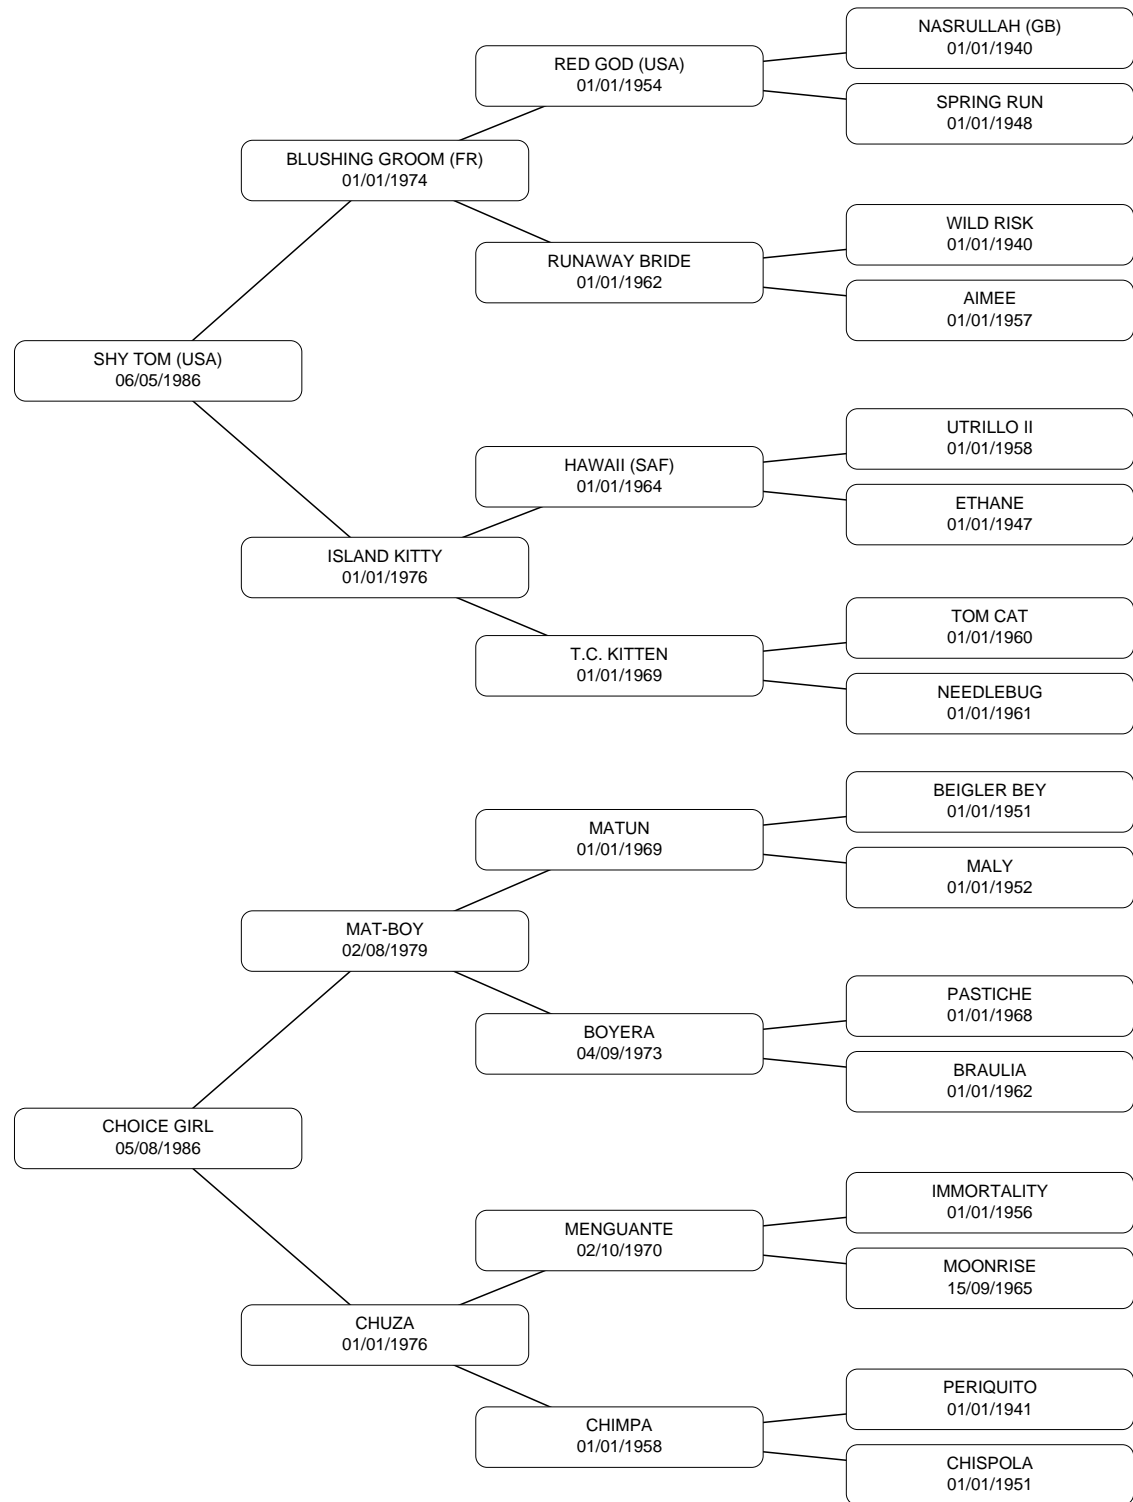 NASRULLAH (GB)
01/01/1940
RED GOD (USA)
01/01/1954
SPRING RUN
01/01/1948
BLUSHING GROOM (FR)
01/01/1974
WILD RISK
01/01/1940
RUNAWAY BRIDE
01/01/1962
AIMEE
01/01/1957
SHY TOM (USA)
06/05/1986
UTRILLO II
01/01/1958
HAWAII (SAF)
01/01/1964
ETHANE
01/01/1947
ISLAND KITTY
01/01/1976
TOM CAT
01/01/1960
T.C. KITTEN
01/01/1969
NEEDLEBUG
01/01/1961
BEIGLER BEY
01/01/1951
MATUN
01/01/1969
MALY
01/01/1952
MAT-BOY
02/08/1979
PASTICHE
01/01/1968
BOYERA
04/09/1973
BRAULIA
01/01/1962
CHOICE GIRL
05/08/1986
IMMORTALITY
01/01/1956
MENGUANTE
02/10/1970
MOONRISE
15/09/1965
CHUZA
01/01/1976
PERIQUITO
01/01/1941
CHIMPA
01/01/1958
CHISPOLA
01/01/1951